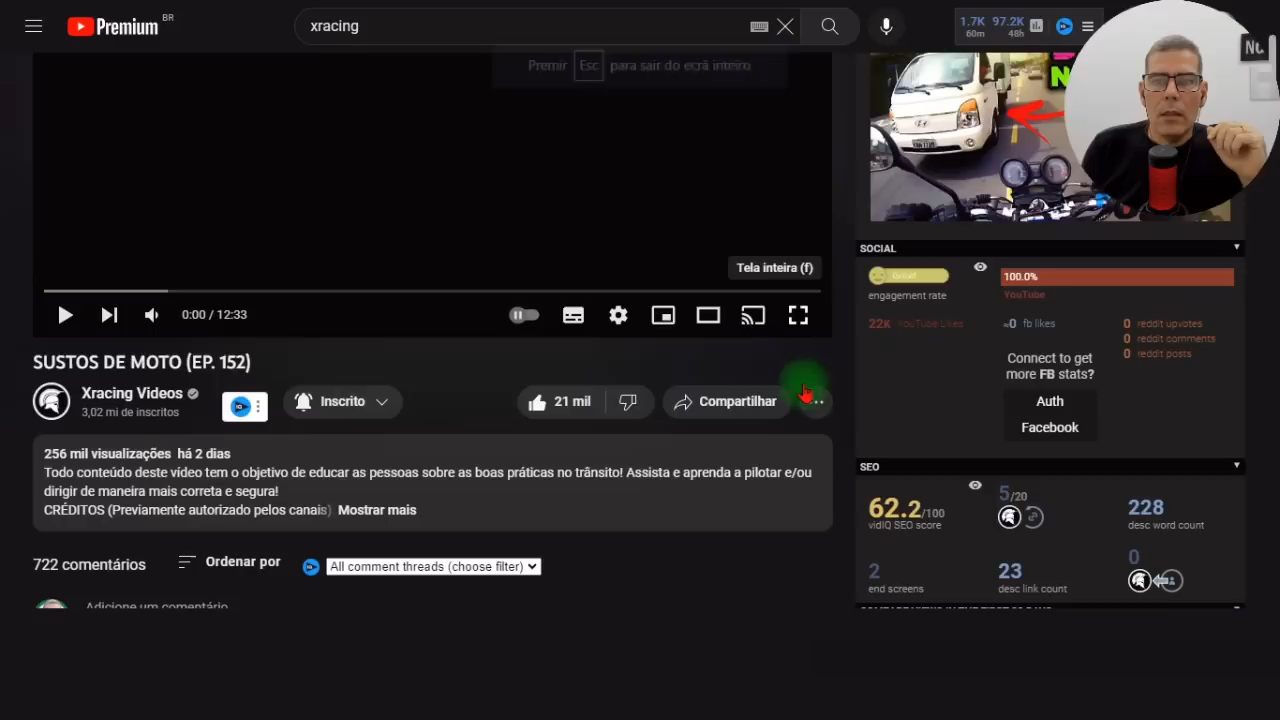 Premium BR
xracing
1.7K 97.2K
60m 48h
Premir Esc para sair do ecrã inteiro
Tela inteira (f)
0:00 / 12:33
SUSTOS DE MOTO (EP. 152)
Xracing Videos
3,02 mi de inscritos
Inscrito
21 mil
Compartilhar
256 mil visualizações há 2 dias
Todo conteúdo deste vídeo tem o objetivo de educar as pessoas sobre as boas práticas no trânsito! Assista e aprenda a pilotar e/ou
dirigir de maneira mais correta e segura!
CRÉDITOS (Previamente autorizado pelos canais) Mostrar mais
722 comentários
Ordenar por
All comment threads (choose filter)
Adicione um comentário
SOCIAL
engagement rate
100.0%
YouTube
22K YouTube Likes
≈0 fb likes
0 reddit upvotes
0 reddit comments
0 reddit posts
Connect to get
more FB stats?
Auth
Facebook
SEO
62.2/100
vidIQ SEO score
5/20
228
desc word count
2
end screens
23
desc link count
0